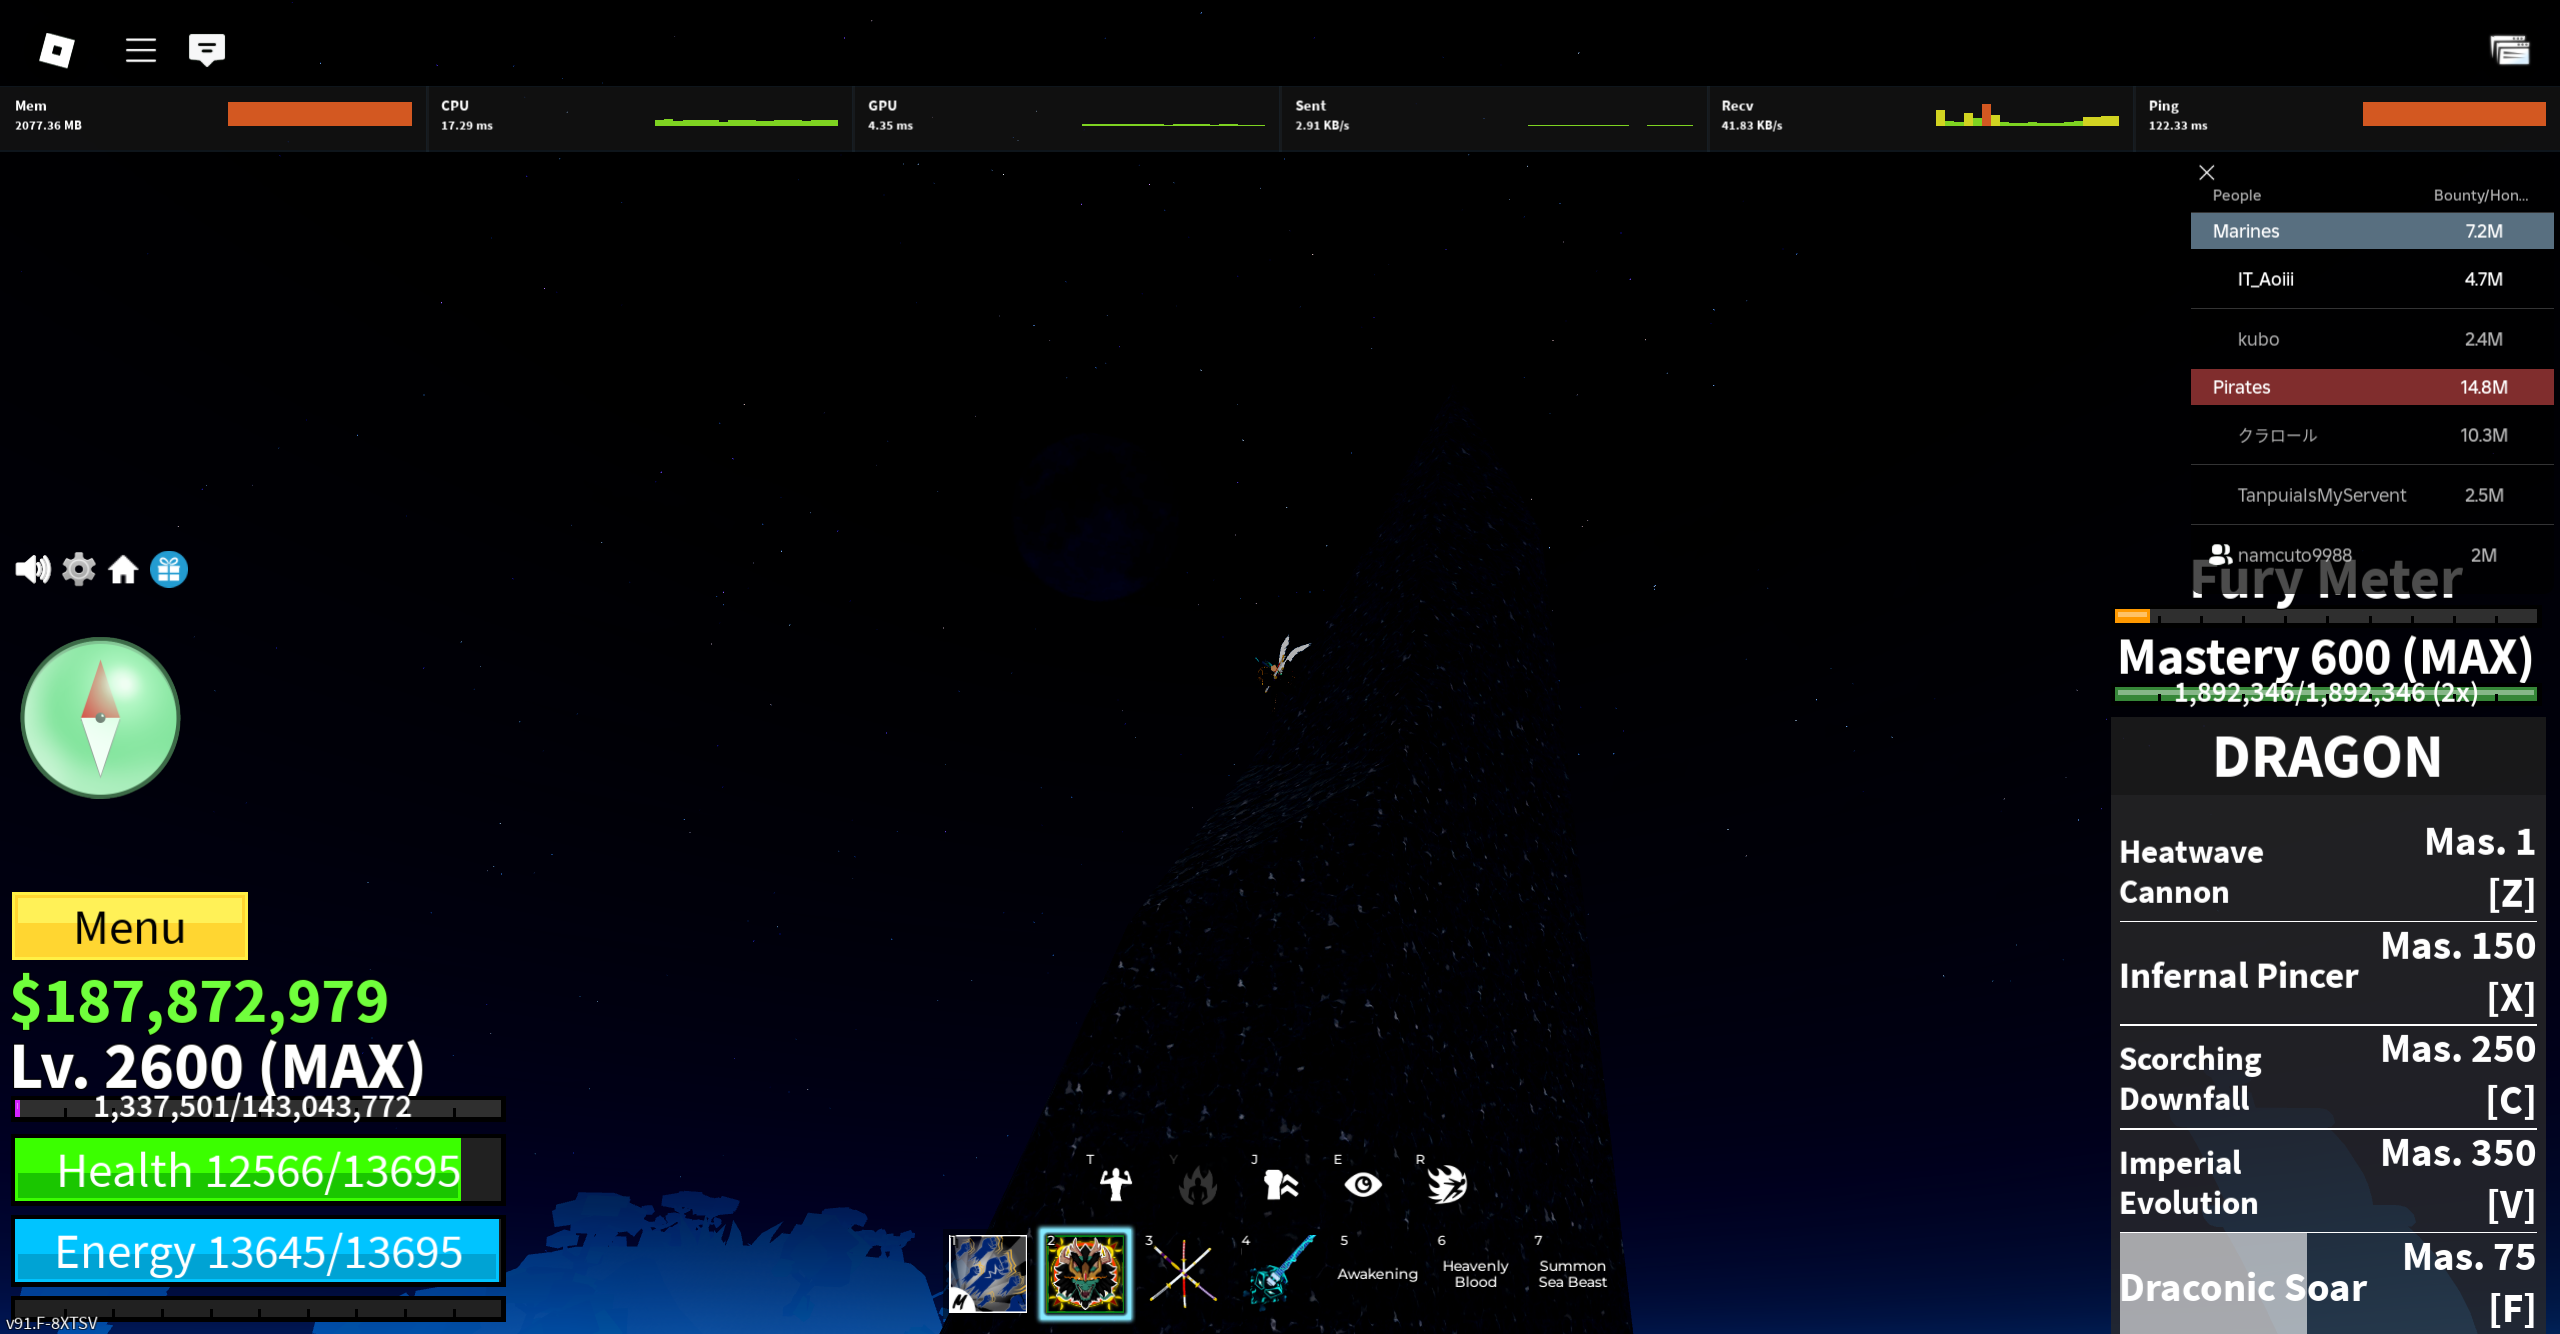 Mem
2077.36 MB
CPU
17.29 ms
GPU
4.35 ms
Sent
2.91 KB/s
Recv
41.83 KB/s
Ping
122.33 ms
People Bounty/Hon...
Marines 7.2M
IT_Aoiii 4.7M
kubo 2.4M
Pirates 14.8M
クラロール 10.3M
TanpuialsMyServent 2.5M
namcuto9988 2M
Fury Meter
Mastery 600 (MAX)
1,892,346/1,892,346 (2x)
DRAGON
Heatwave
Cannon
Mas. 1
[Z]
Infernal Pincer
Mas. 150
[X]
Scorching
Downfall
Mas. 250
[C]
Imperial
Evolution
Mas. 350
[V]
Draconic Soar
Mas. 75
[F]
Menu
$187,872,979
Lv. 2600 (MAX)
1,337,501/143,043,772
Health 12566/13695
Energy 13645/13695
v91.F-8XTSV
T Y J E R
1 2 3 4 5 6 7
M
Awakening
Heavenly
Blood
Summon
Sea Beast